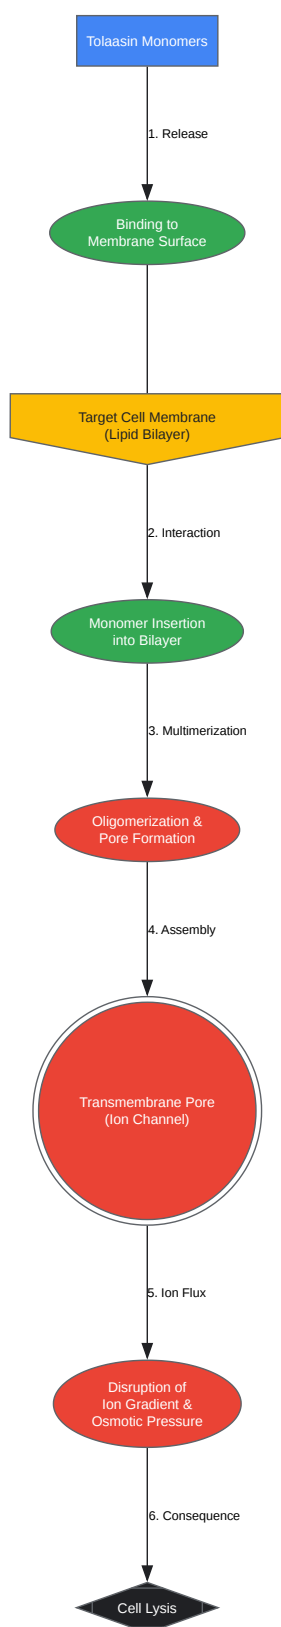 Tolaasin Monomers
1. Release
Binding to
Membrane Surface
Target Cell Membrane
(Lipid Bilayer)
2. Interaction
Monomer Insertion
into Bilayer
3. Multimerization
Oligomerization &
Pore Formation
4. Assembly
Transmembrane Pore
(Ion Channel)
5. Ion Flux
Disruption of
Ion Gradient &
Osmotic Pressure
6. Consequence
Cell Lysis